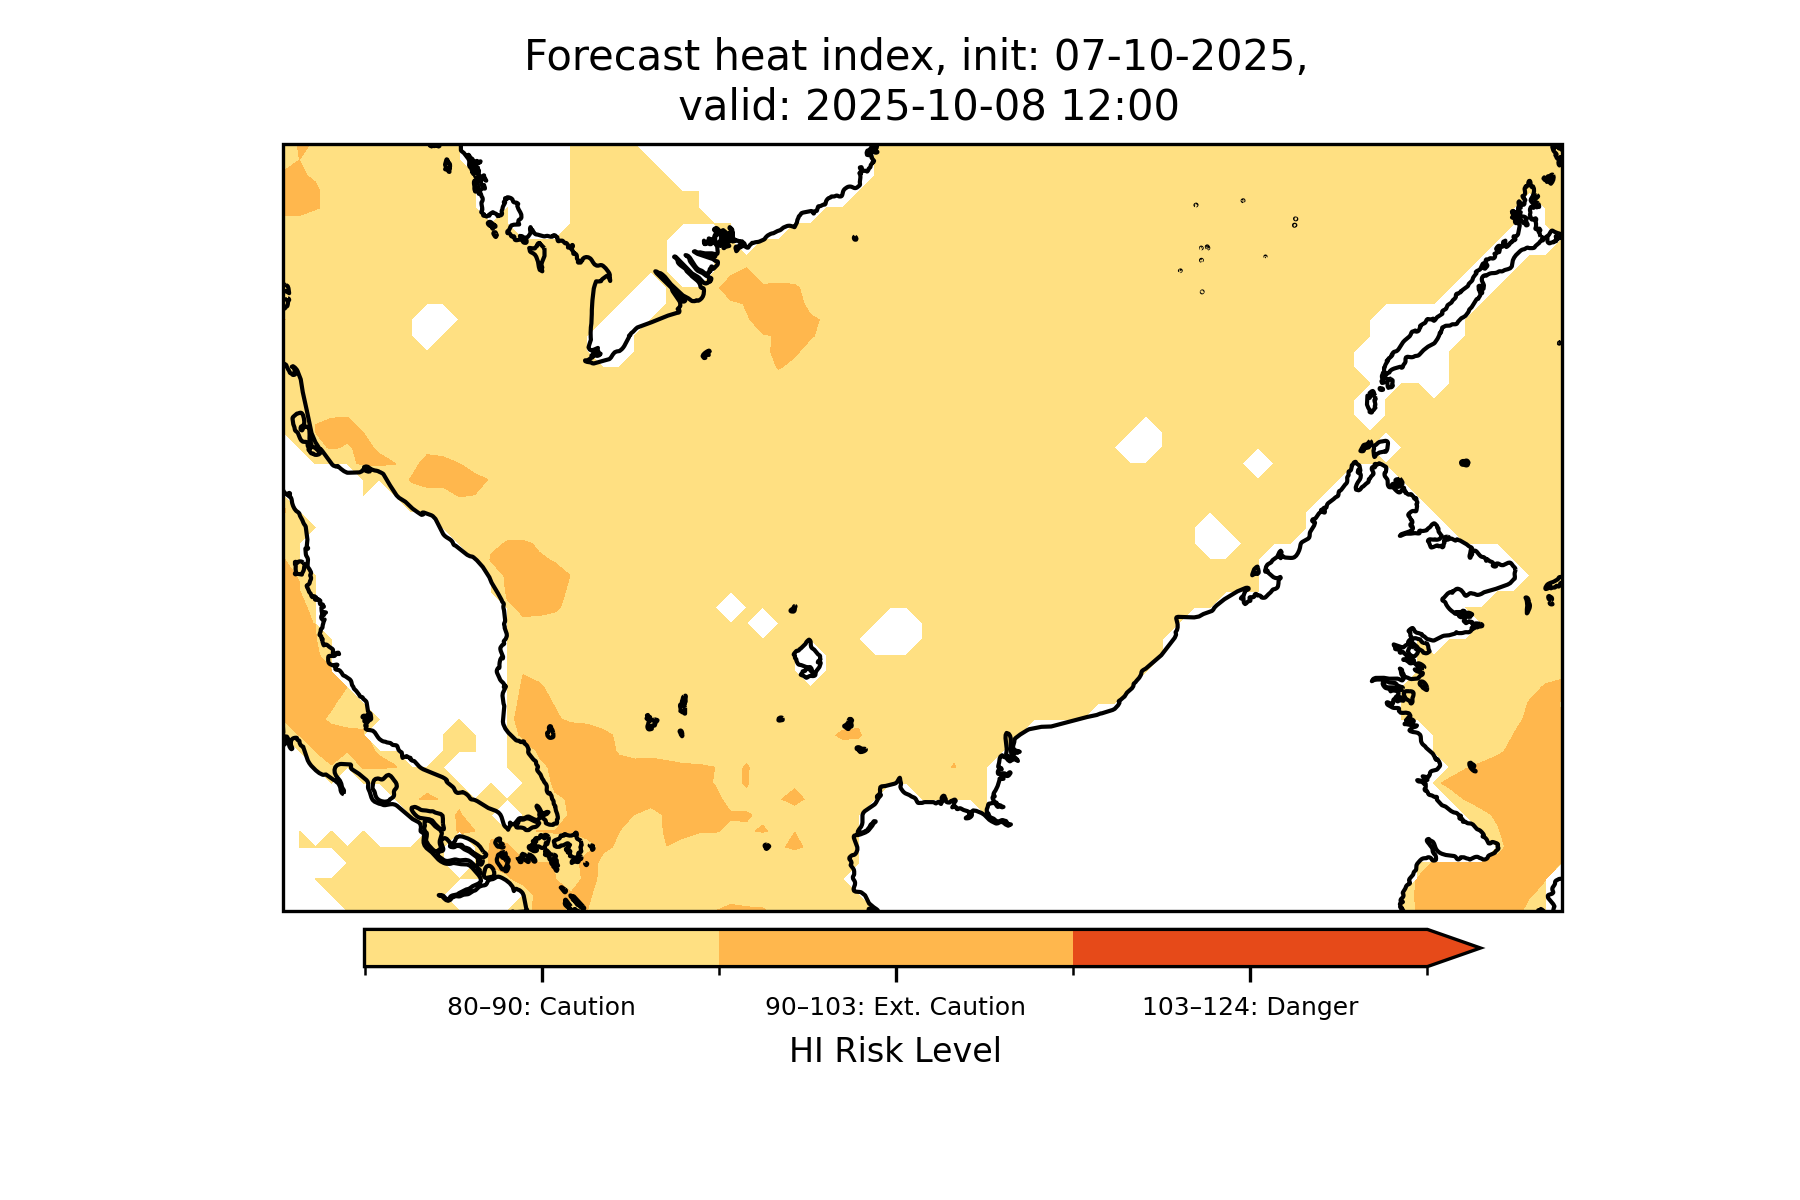 Forecast heat index, init: 07-10-2025,
valid: 2025-10-08 12:00
80–90: Caution
90–103: Ext. Caution
103–124: Danger
HI Risk Level